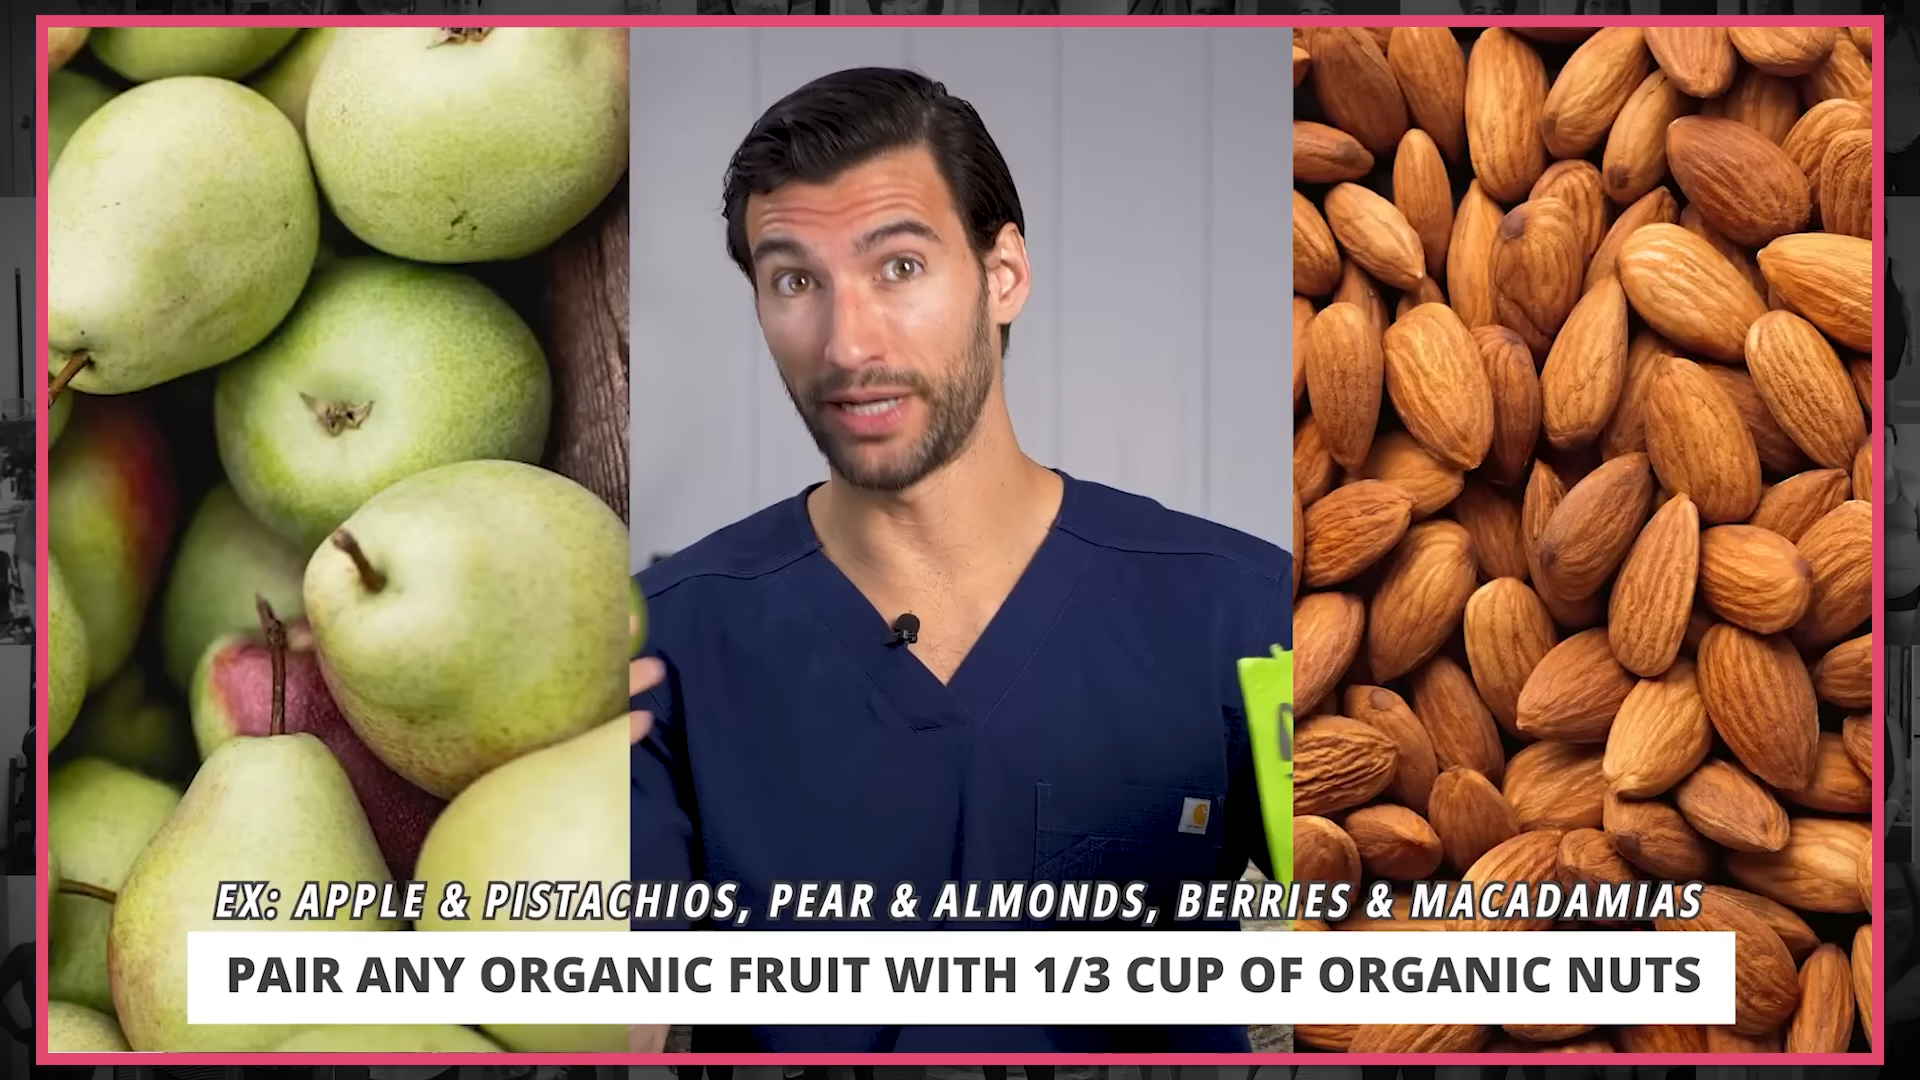 EX: APPLE & PISTACHIOS, PEAR & ALMONDS, BERRIES & MACADAMIAS
PAIR ANY ORGANIC FRUIT WITH 1/3 CUP OF ORGANIC NUTS